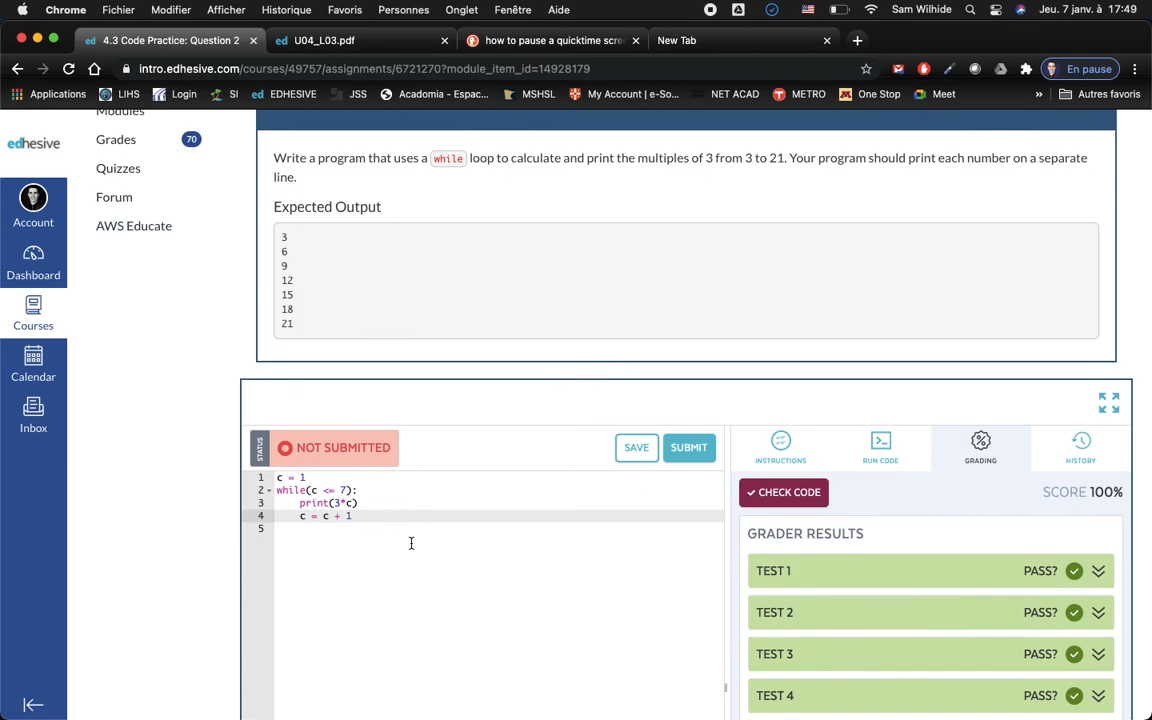 Chrome Fichier Modifier Afficher Historique Favoris Personnes Onglet Fenêtre Aide Sam Wilhide Jeu. 7 janv. à 17:49
ed 4.3 Code Practice: Question 2 ed U04_L03.pdf how to pause a quicktime scre New Tab
intro.edhesive.com/courses/49757/assignments/6721270?module_item_id=14928179 En pause
Applications LIHS Login SI ed EDHESIVE JSS Acadomia - Espac... MSHSL My Account | e-So... NET ACAD METRO One Stop Meet » Autres favoris
edhesive
Account
Dashboard
Courses
Calendar
Inbox
Modules
Grades 70
Quizzes
Forum
AWS Educate
Write a program that uses a while loop to calculate and print the multiples of 3 from 3 to 21. Your program should print each number on a separate
line.
Expected Output
3
6
9
12
15
18
21
STATUS NOT SUBMITTED SAVE SUBMIT
1 c = 1
2 while(c <= 7):
3 print(3*c)
4 c = c + 1
5
INSTRUCTIONS RUN CODE GRADING HISTORY
CHECK CODE SCORE 100%
GRADER RESULTS
TEST 1 PASS?
TEST 2 PASS?
TEST 3 PASS?
TEST 4 PASS?